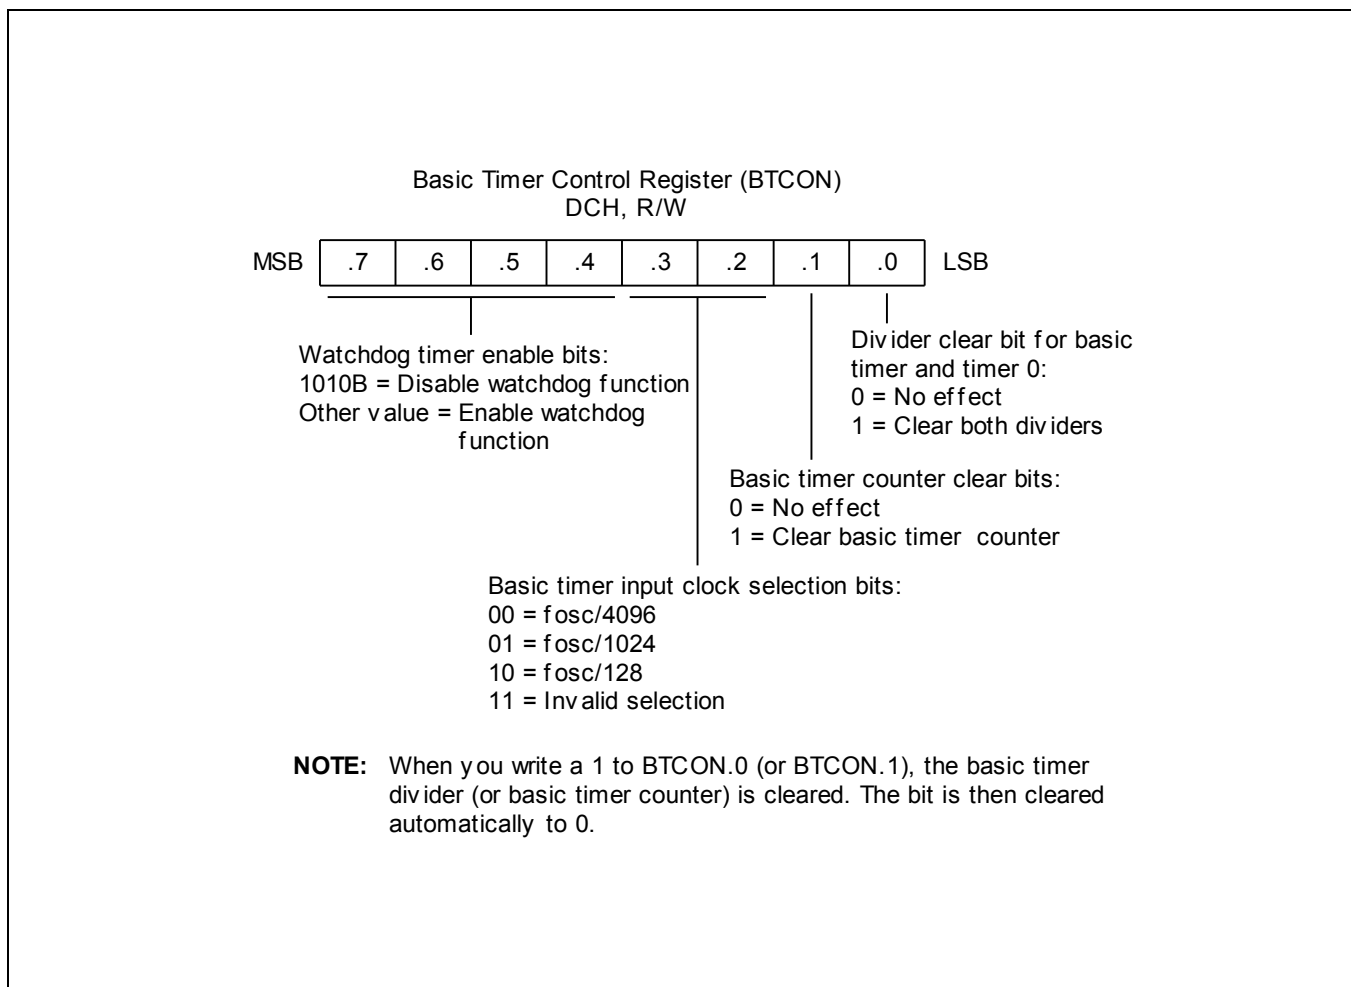 Basic Timer Control Register (BTCON)
DCH, R/W
MSB .7 .6 .5 .4 .3 .2 .1 .0 LSB
Watchdog timer enable bits:
1010B = Disable watchdog function
Other value = Enable watchdog
function
Divider clear bit for basic
timer and timer 0:
0 = No effect
1 = Clear both dividers
Basic timer counter clear bits:
0 = No effect
1 = Clear basic timer counter
Basic timer input clock selection bits:
00 = fosc/4096
01 = fosc/1024
10 = fosc/128
11 = Invalid selection
NOTE: When you write a 1 to BTCON.0 (or BTCON.1), the basic timer
divider (or basic timer counter) is cleared. The bit is then cleared
automatically to 0.